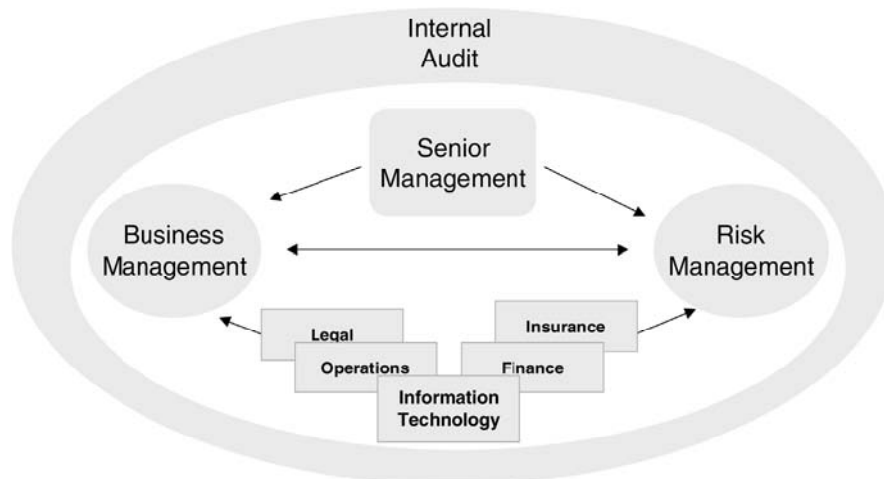 Internal
Audit
Senior
Management
Business
Management
Risk
Management
Legal
Insurance
Operations
Finance
Information
Technology